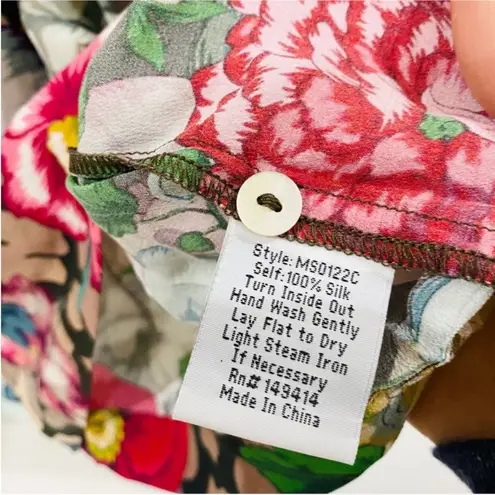 Style: MS0122C
Self:100% Silk
Turn Inside Out
Hand Wash Gently
Lay Flat to Dry
Light Steam Iron
If Necessary
Rn# 149414
Made In China